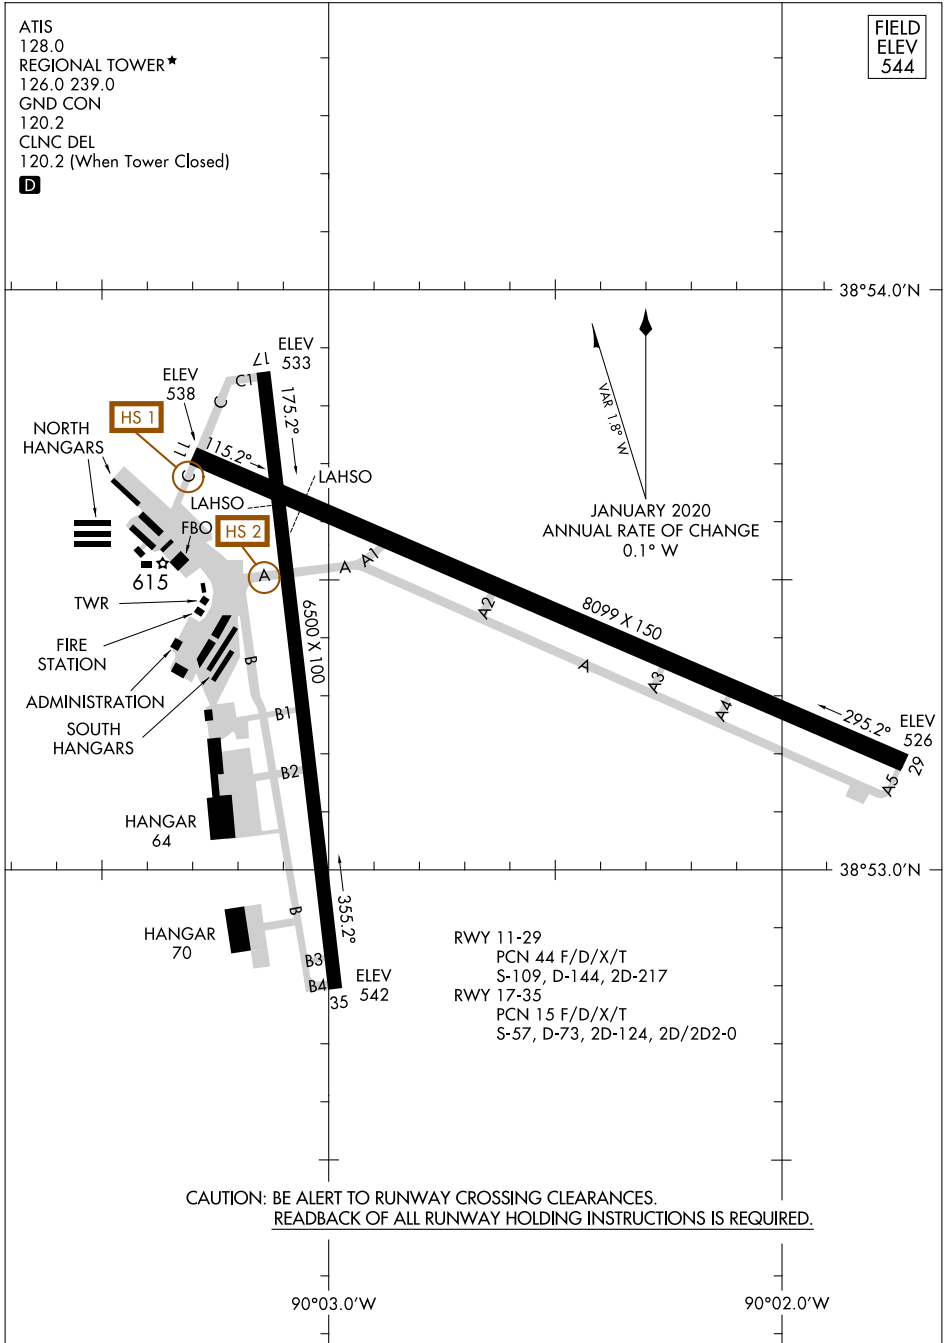 ATIS
128.0
REGIONAL TOWER★
126.0 239.0
GND CON
120.2
CLNC DEL
120.2 (When Tower Closed)
D
FIELD
ELEV
544
38°54.0'N
ELEV
533
17
C1
ELEV
538
C
175.2°
HS 1
NORTH
HANGARS
11
115.2°
C
LAHSO
LAHSO
VAR 1.8° W
JANUARY 2020
ANNUAL RATE OF CHANGE
0.1° W
FBO
HS 2
A1
A
A
615
TWR
A2
8099 X 150
6500 X 100
FIRE
STATION
B
A
A3
ADMINISTRATION
A4
SOUTH
HANGARS
B1
295.2°
ELEV
526
29
B2
A5
HANGAR
64
38°53.0'N
355.2°
B
HANGAR
70
B3
B4
35
ELEV
542
RWY 11-29
PCN 44 F/D/X/T
S-109, D-144, 2D-217
RWY 17-35
PCN 15 F/D/X/T
S-57, D-73, 2D-124, 2D/2D2-0
CAUTION: BE ALERT TO RUNWAY CROSSING CLEARANCES.
READBACK OF ALL RUNWAY HOLDING INSTRUCTIONS IS REQUIRED.
90°03.0'W
90°02.0'W